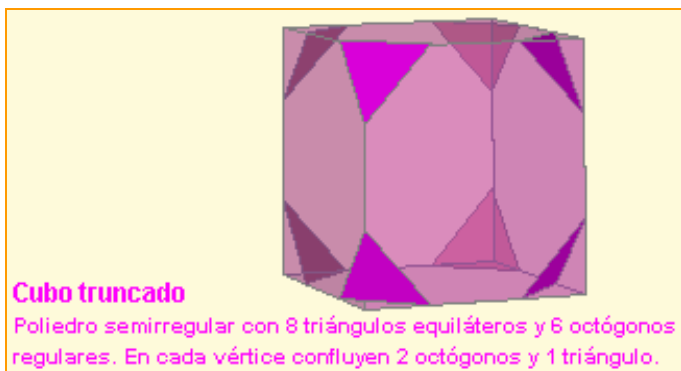 Cubo truncado
Poliedro semirregular con 8 triángulos equiláteros y 6 octógonos
regulares. En cada vértice confluyen 2 octógonos y 1 triángulo.